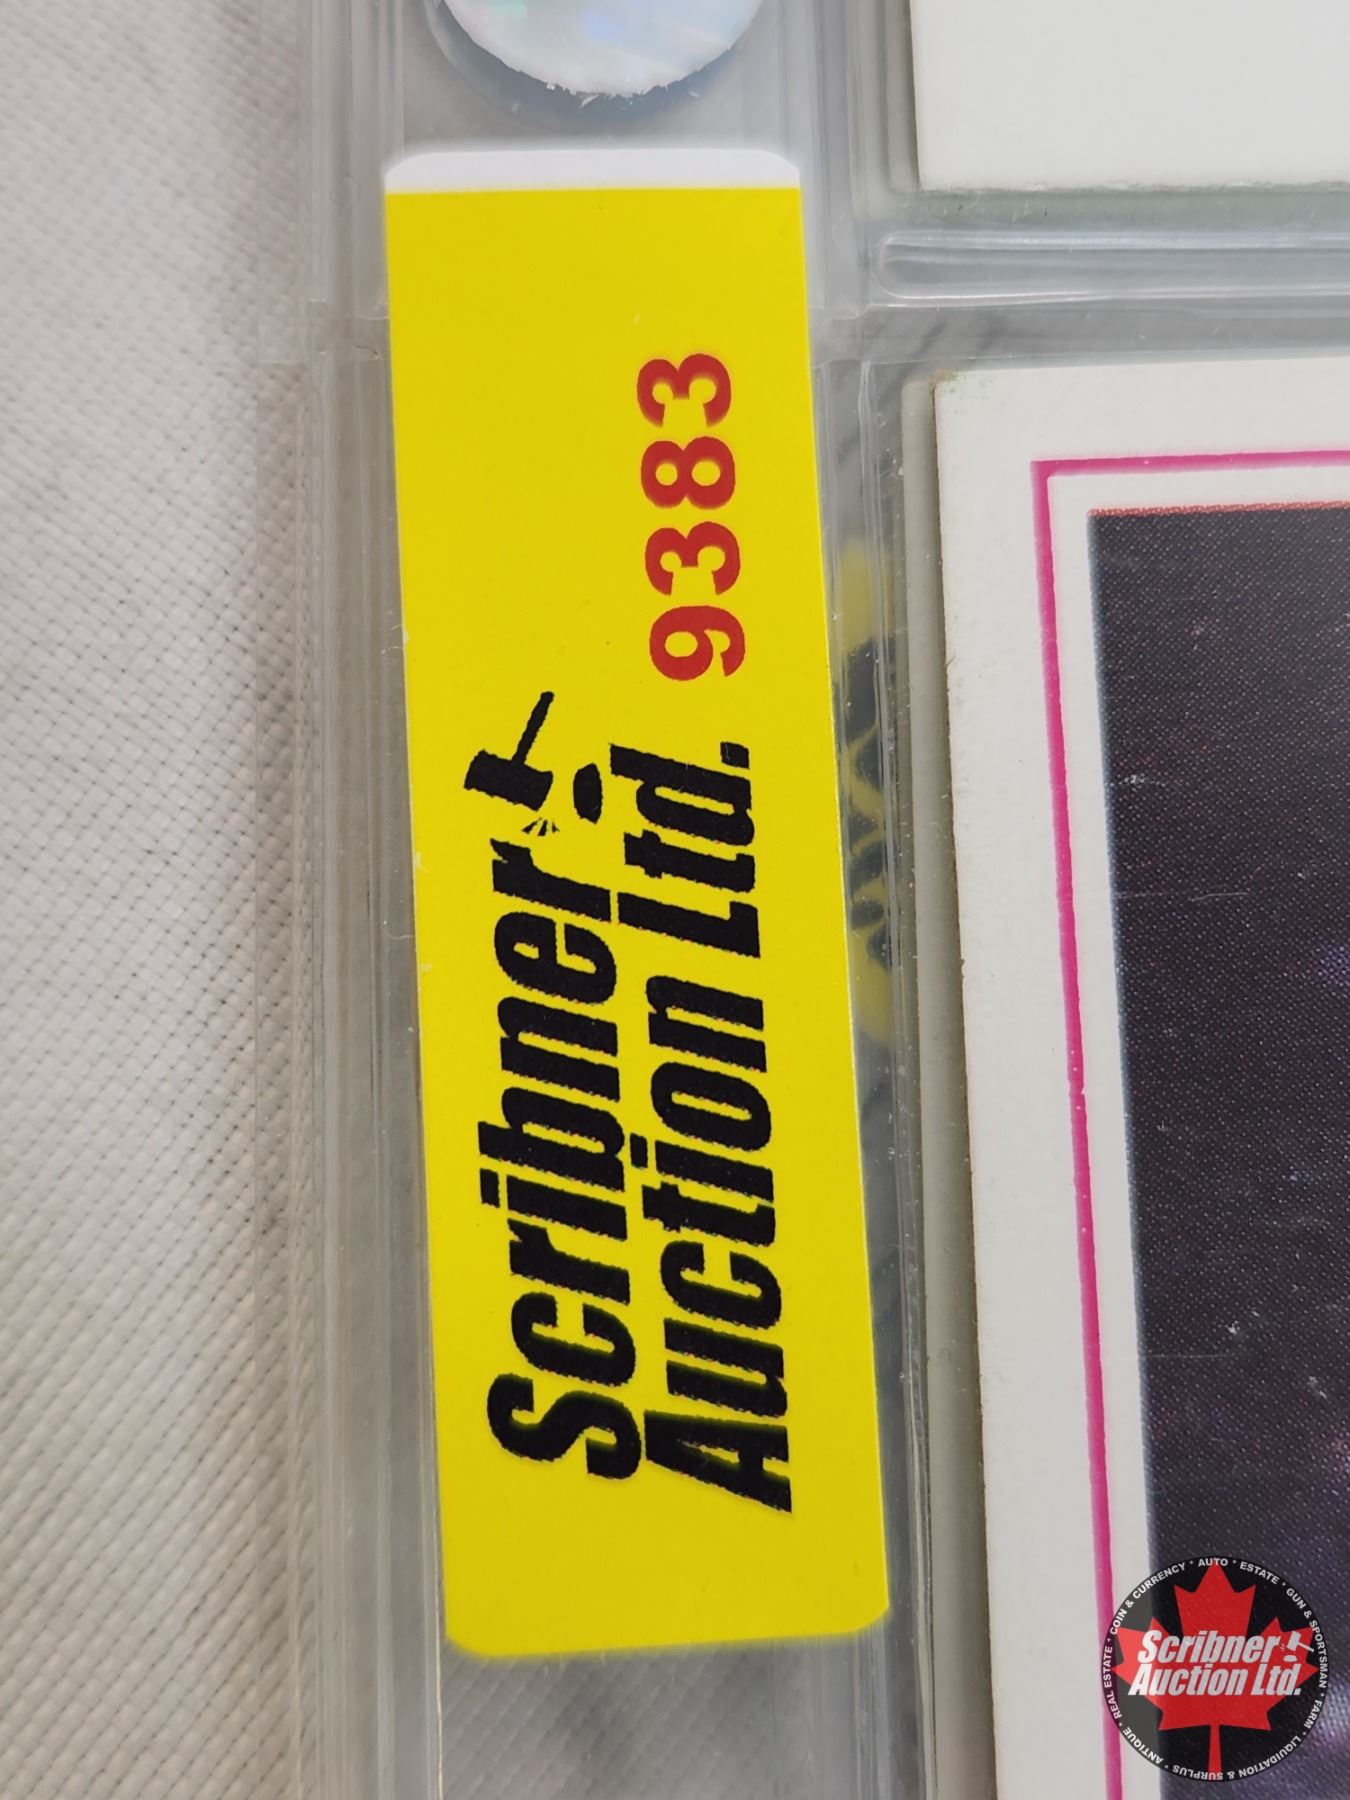 Scribner
Auction Ltd. 9383
REAL ESTATE * COIN & CURRENCY * AUTO * ESTATE * GUN & SPORTSMAN * FARM * LIQUIDATION & SURPLUS * ANTIQUE *
Scribner
Auction Ltd.